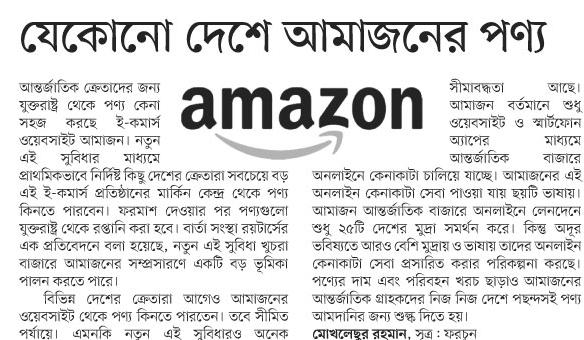 যেকোনো দেশে আমাজনের পণ্য
আন্তর্জাতিক ক্রেতাদের জন্য
যুক্তরাষ্ট্র থেকে পণ্য কেনা
সহজ করছে ই-কমার্স
ওয়েবসাইট আমাজন। নতুন
এই সুবিধার মাধ্যমে
প্রাথমিকভাবে নির্দিষ্ট কিছু দেশের ক্রেতারা সবচেয়ে বড়
এই ই-কমার্স প্রতিষ্ঠানের মার্কিন কেন্দ্র থেকে পণ্য
কিনতে পারবেন। ফরমাশ দেওয়ার পর পণ্যগুলো
যুক্তরাষ্ট্র থেকে রপ্তানি করা হবে। বার্তা সংস্থা রয়টার্সের
এক প্রতিবেদনে বলা হয়েছে, নতুন এই সুবিধা খুচরা
বাজারে আমাজনের সম্প্রসারণে একটি বড় ভূমিকা
পালন করতে পারে।
বিভিন্ন দেশের ক্রেতারা আগেও আমাজনের
ওয়েবসাইট থেকে পণ্য কিনতে পারতেন। তবে সীমিত
পর্যায়ে। এমনকি নতুন এই সুবিধারও অনেক
amazon
সীমাবদ্ধতা আছে।
আমাজন বর্তমানে শুধু
ওয়েবসাইট ও স্মার্টফোন
অ্যাপের মাধ্যমে
আন্তর্জাতিক বাজারে
অনলাইনে কেনাকাটা চালিয়ে যাচ্ছে। আমাজনের এই
অনলাইন কেনাকাটা সেবা পাওয়া যায় ছয়টি ভাষায়।
আমাজন আন্তর্জাতিক বাজারে অনলাইনে লেনদেনে
শুধু ২৫টি দেশের মুদ্রা সমর্থন করে। কিন্তু অদূর
ভবিষ্যতে আরও বেশি মুদ্রায় ও ভাষায় তাদের অনলাইন
কেনাকাটা সেবা প্রসারিত করার পরিকল্পনা করছে।
পণ্যের দাম এবং পরিবহন খরচ ছাড়াও আমাজনের
আন্তর্জাতিক গ্রাহকদের নিজ নিজ দেশে পছন্দসই পণ্য
আমদানির জন্য শুল্ক দিতে হয়।
মোখলেছুর রহমান, সূত্র : ফরচুন